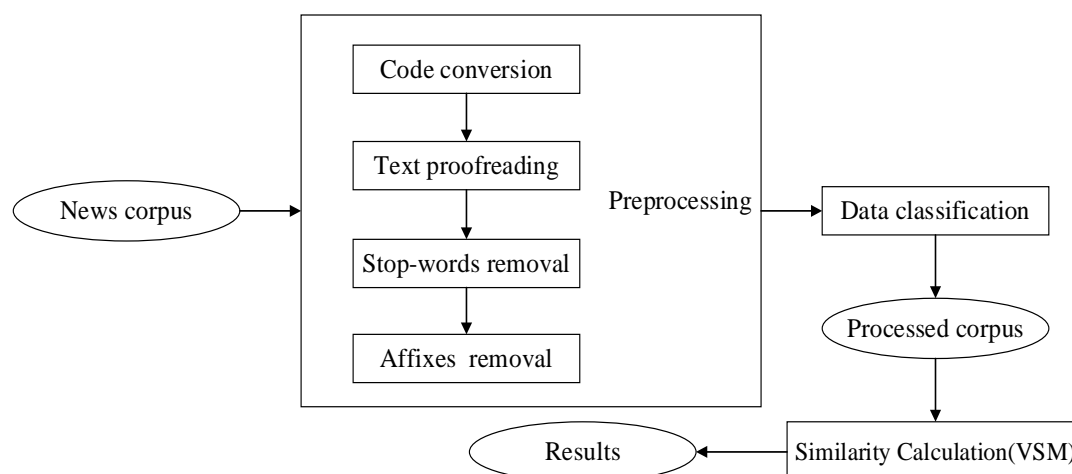 Code conversion
Text proofreading
Stop-words removal
Affixes removal
News corpus
Preprocessing
Data classification
Processed corpus
Similarity Calculation(VSM)
Results